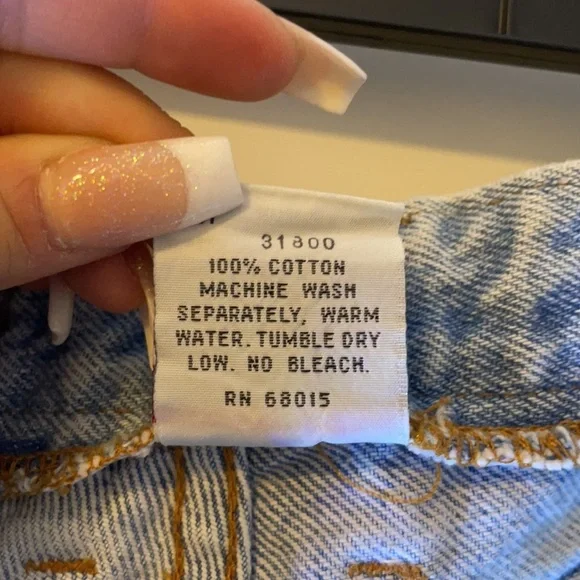 31800
100% COTTON
MACHINE WASH
SEPARATELY, WARM
WATER. TUMBLE DRY
LOW. NO BLEACH.
RN 68015